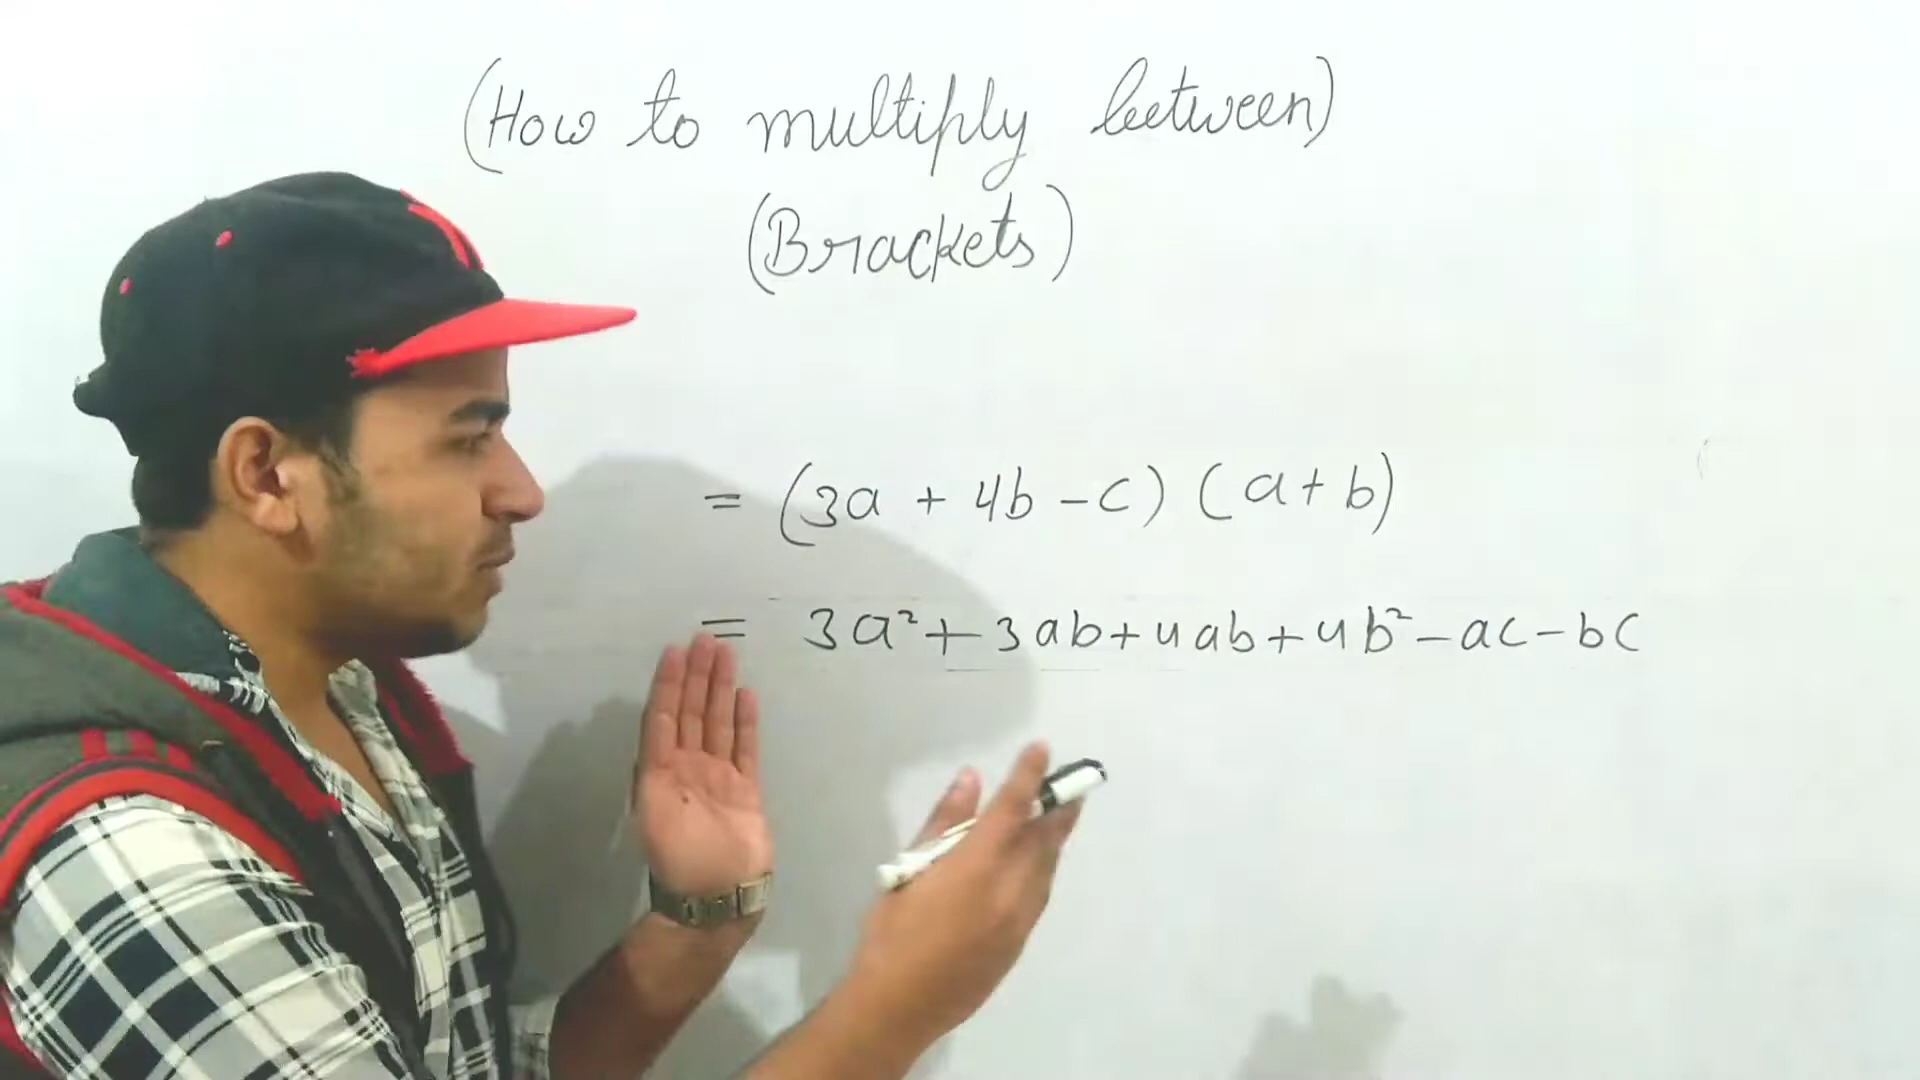 (How to multiply between)
(Brackets)
= (3a + 4b - c) (a + b)
= 3a² + 3ab + 4ab + 4b² - ac - bc